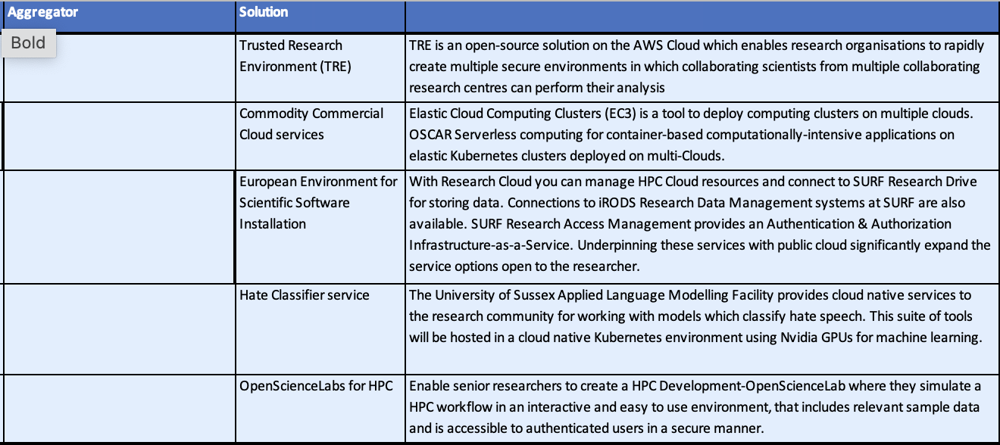 Aggregator
Solution
Bold
Trusted Research
Environment (TRE)
TRE is an open-source solution on the AWS Cloud which enables research organisations to rapidly
create multiple secure environments in which collaborating scientists from multiple collaborating
research centres can perform their analysis
Commodity Commercial
Cloud services
Elastic Cloud Computing Clusters (EC3) is a tool to deploy computing clusters on multiple clouds.
OSCAR Serverless computing for container-based computationally-intensive applications on
elastic Kubernetes clusters deployed on multi-Clouds.
European Environment for
Scientific Software
Installation
With Research Cloud you can manage HPC Cloud resources and connect to SURF Research Drive
for storing data. Connections to iRODS Research Data Management systems at SURF are also
available. SURF Research Access Management provides an Authentication & Authorization
Infrastructure-as-a-Service. Underpinning these services with public cloud significantly expand the
service options open to the researcher.
Hate Classifier service
The University of Sussex Applied Language Modelling Facility provides cloud native services to
the research community for working with models which classify hate speech. This suite of tools
will be hosted in a cloud native Kubernetes environment using Nvidia GPUs for machine learning.
OpenScienceLabs for HPC
Enable senior researchers to create a HPC Development-OpenScienceLab where they simulate a
HPC workflow in an interactive and easy to use environment, that includes relevant sample data
and is accessible to authenticated users in a secure manner.